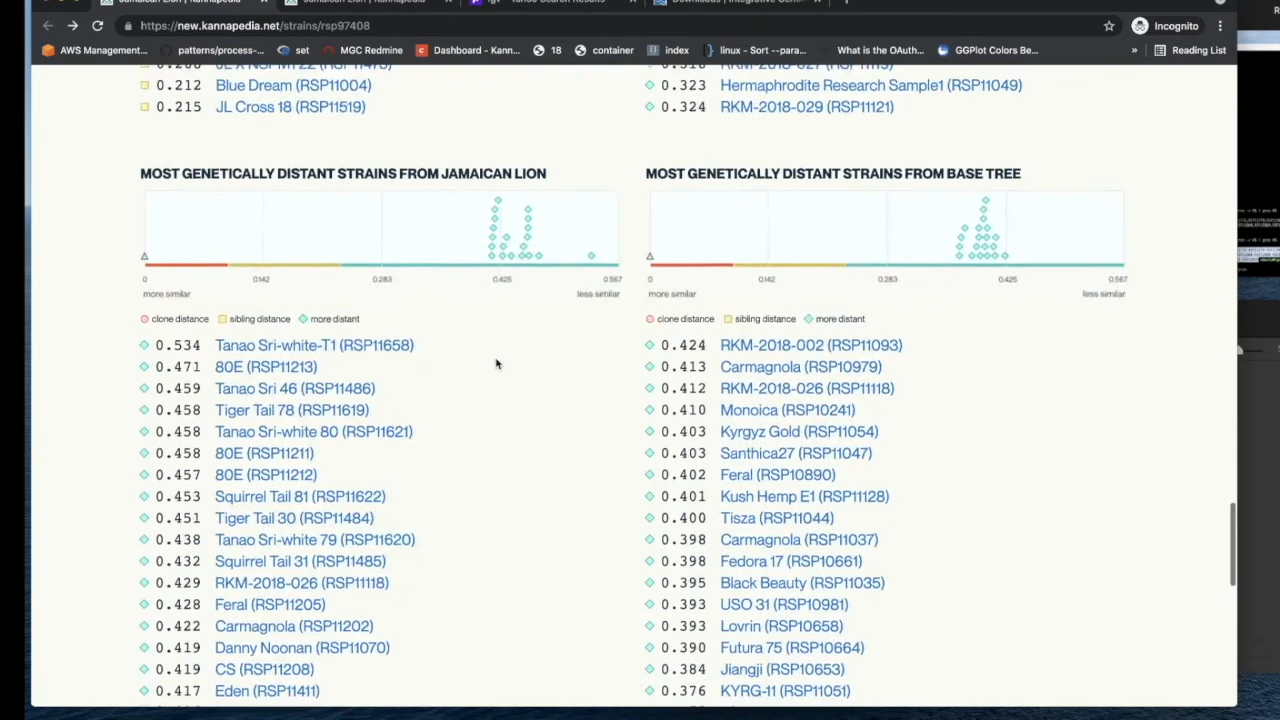 Jamaican Lion | Kannapedia
https://new.kannapedia.net/strains/rsp97408
Incognito
AWS Management...
patterns/process-...
set
MGC Redmine
Dashboard - Kann...
18
container
index
linux - Sort --para...
What is the OAuth...
GGPlot Colors Be...
»
Reading List
0.212 Blue Dream (RSP11004)
0.215 JL Cross 18 (RSP11519)
0.323 Hermaphrodite Research Sample1 (RSP11049)
0.324 RKM-2018-029 (RSP11121)
MOST GENETICALLY DISTANT STRAINS FROM JAMAICAN LION
0 0.142 0.283 0.425 0.567
more similar less similar
clone distance sibling distance more distant
0.534 Tanao Sri-white-T1 (RSP11658)
0.471 80E (RSP11213)
0.459 Tanao Sri 46 (RSP11486)
0.458 Tiger Tail 78 (RSP11619)
0.458 Tanao Sri-white 80 (RSP11621)
0.458 80E (RSP11211)
0.457 80E (RSP11212)
0.453 Squirrel Tail 81 (RSP11622)
0.451 Tiger Tail 30 (RSP11484)
0.438 Tanao Sri-white 79 (RSP11620)
0.432 Squirrel Tail 31 (RSP11485)
0.429 RKM-2018-026 (RSP11118)
0.428 Feral (RSP11205)
0.422 Carmagnola (RSP11202)
0.419 Danny Noonan (RSP11070)
0.419 CS (RSP11208)
0.417 Eden (RSP11411)
MOST GENETICALLY DISTANT STRAINS FROM BASE TREE
0 0.142 0.283 0.425 0.567
more similar less similar
clone distance sibling distance more distant
0.424 RKM-2018-002 (RSP11093)
0.413 Carmagnola (RSP10979)
0.412 RKM-2018-026 (RSP11118)
0.410 Monoica (RSP10241)
0.403 Kyrgyz Gold (RSP11054)
0.403 Santhica27 (RSP11047)
0.402 Feral (RSP10890)
0.401 Kush Hemp E1 (RSP11128)
0.400 Tisza (RSP11044)
0.398 Carmagnola (RSP11037)
0.398 Fedora 17 (RSP10661)
0.395 Black Beauty (RSP11035)
0.393 USO 31 (RSP10981)
0.393 Lovrin (RSP10658)
0.390 Futura 75 (RSP10664)
0.384 Jiangji (RSP10653)
0.376 KYRG-11 (RSP11051)